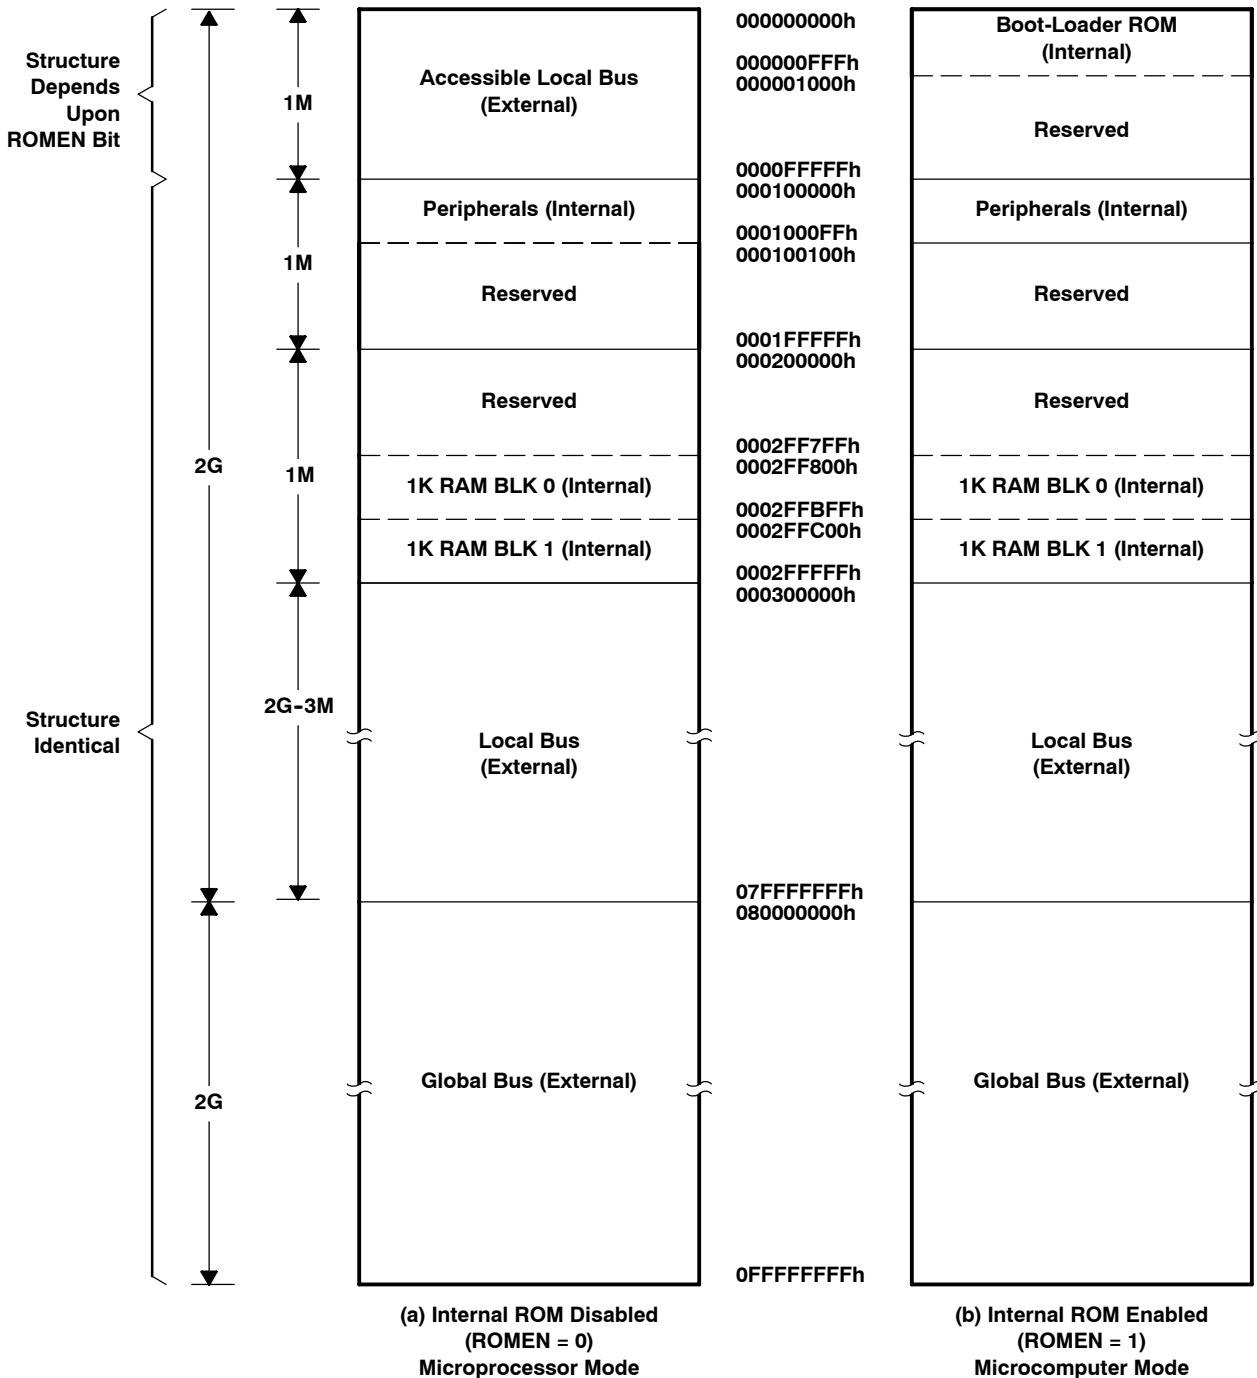 Structure
Depends
Upon
ROMEN Bit
Structure
Identical
2G
2G
1M
1M
1M
2G-3M
Accessible Local Bus
(External)
Peripherals (Internal)
Reserved
Reserved
1K RAM BLK 0 (Internal)
1K RAM BLK 1 (Internal)
Local Bus
(External)
Global Bus (External)
(a) Internal ROM Disabled
(ROMEN = 0)
Microprocessor Mode
000000000h
000000FFFh
000001000h
0000FFFFFh
000100000h
0001000FFh
000100100h
0001FFFFFh
000200000h
0002FF7FFh
0002FF800h
0002FFBFFh
0002FFC00h
0002FFFFFh
000300000h
07FFFFFFFh
080000000h
0FFFFFFFFh
Boot-Loader ROM
(Internal)
Reserved
Peripherals (Internal)
Reserved
Reserved
1K RAM BLK 0 (Internal)
1K RAM BLK 1 (Internal)
Local Bus
(External)
Global Bus (External)
(b) Internal ROM Enabled
(ROMEN = 1)
Microcomputer Mode